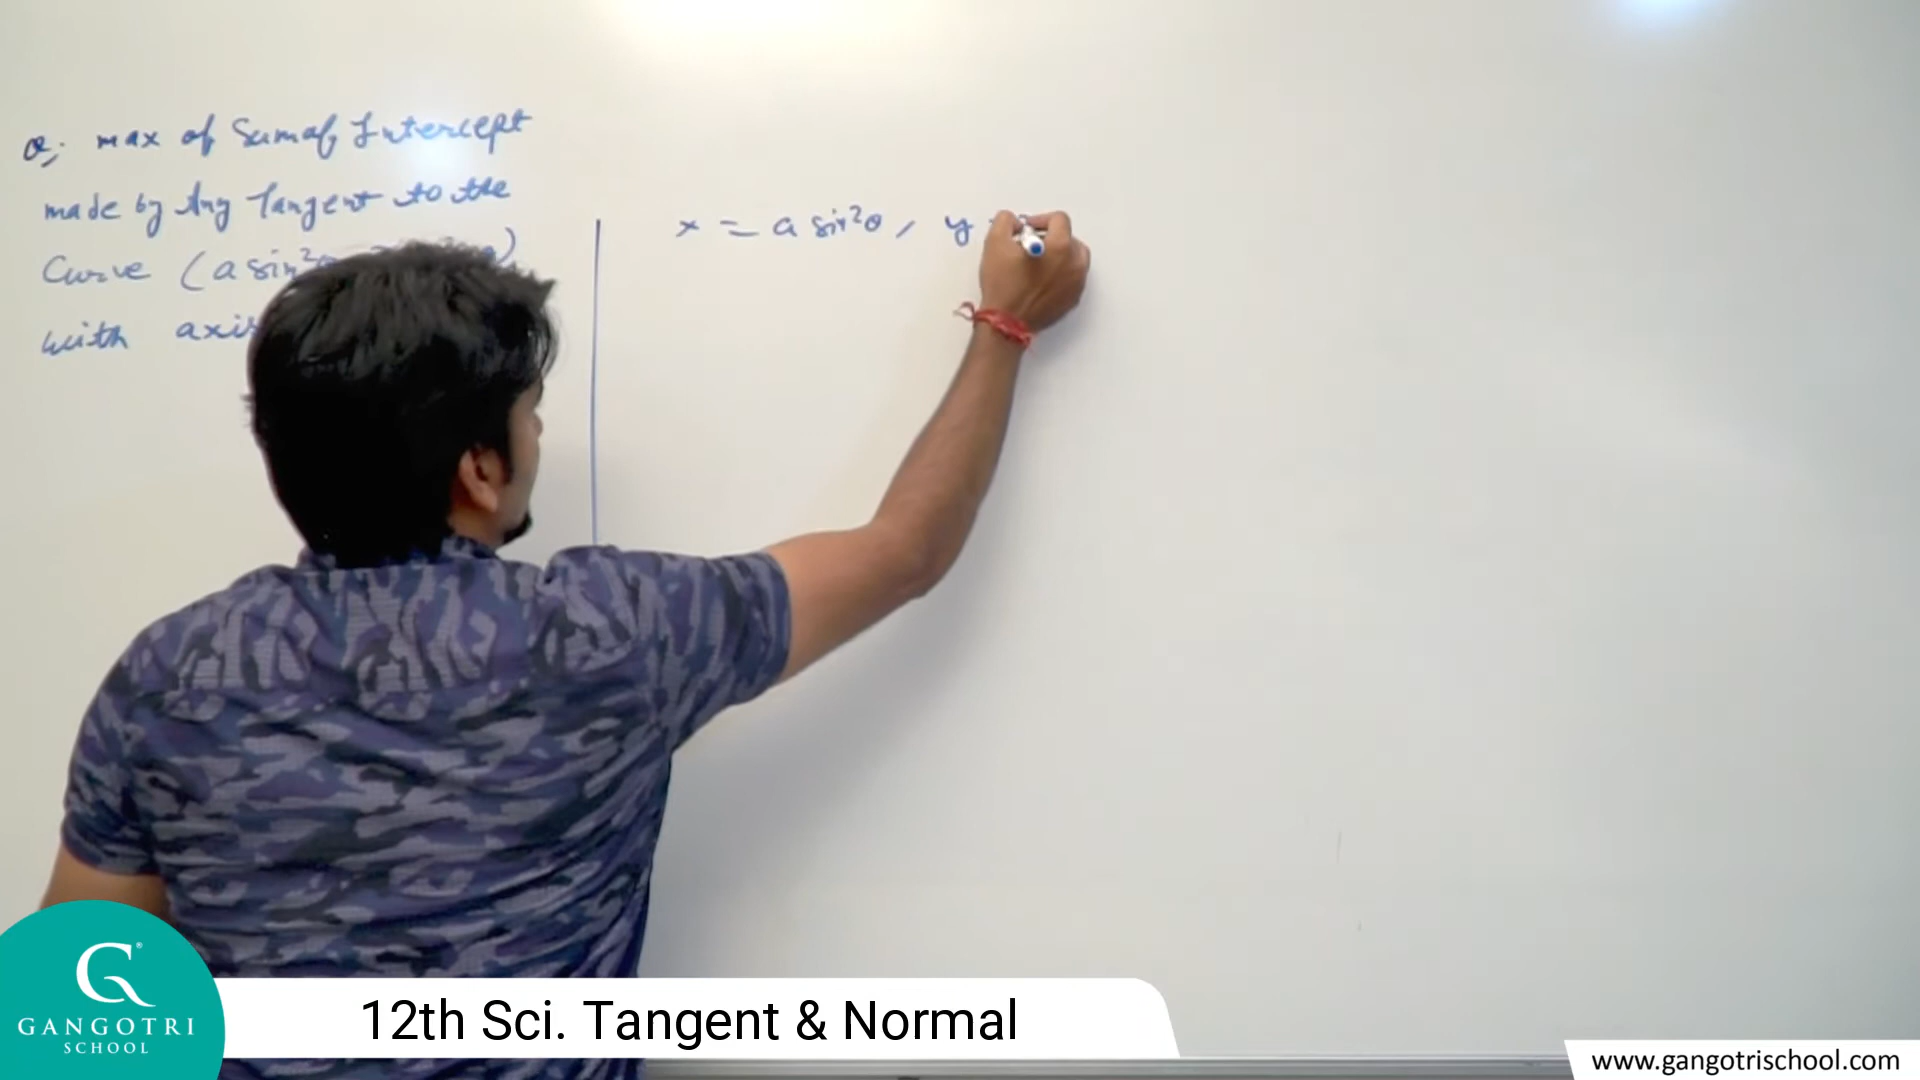 Q; max of Sum of Intercept
made by Any Tangent to the
Curve (a sin²θ
with axis
x = a sin²θ, y
GANGOTRI
SCHOOL
12th Sci. Tangent & Normal
www.gangotrischool.com